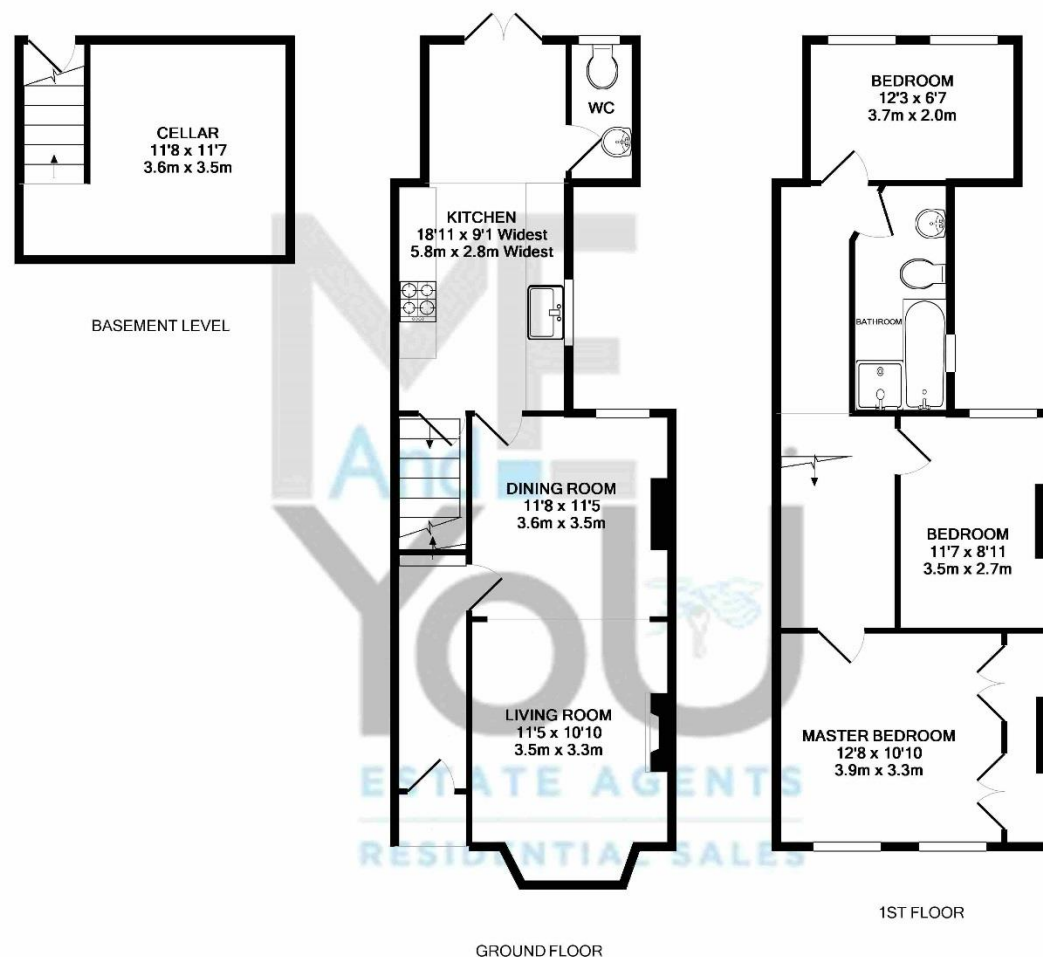 CELLAR
11'8 x 11'7
3.6m x 3.5m
BASEMENT LEVEL
WC
KITCHEN
18'11 x 9'1 Widest
5.8m x 2.8m Widest
DINING ROOM
11'8 x 11'5
3.6m x 3.5m
LIVING ROOM
11'5 x 10'10
3.5m x 3.3m
GROUND FLOOR
BEDROOM
12'3 x 6'7
3.7m x 2.0m
BATHROOM
BEDROOM
11'7 x 8'11
3.5m x 2.7m
MASTER BEDROOM
12'8 x 10'10
3.9m x 3.3m
1ST FLOOR
ME
And
YOU
ESTATE AGENTS
RESIDENTIAL SALES